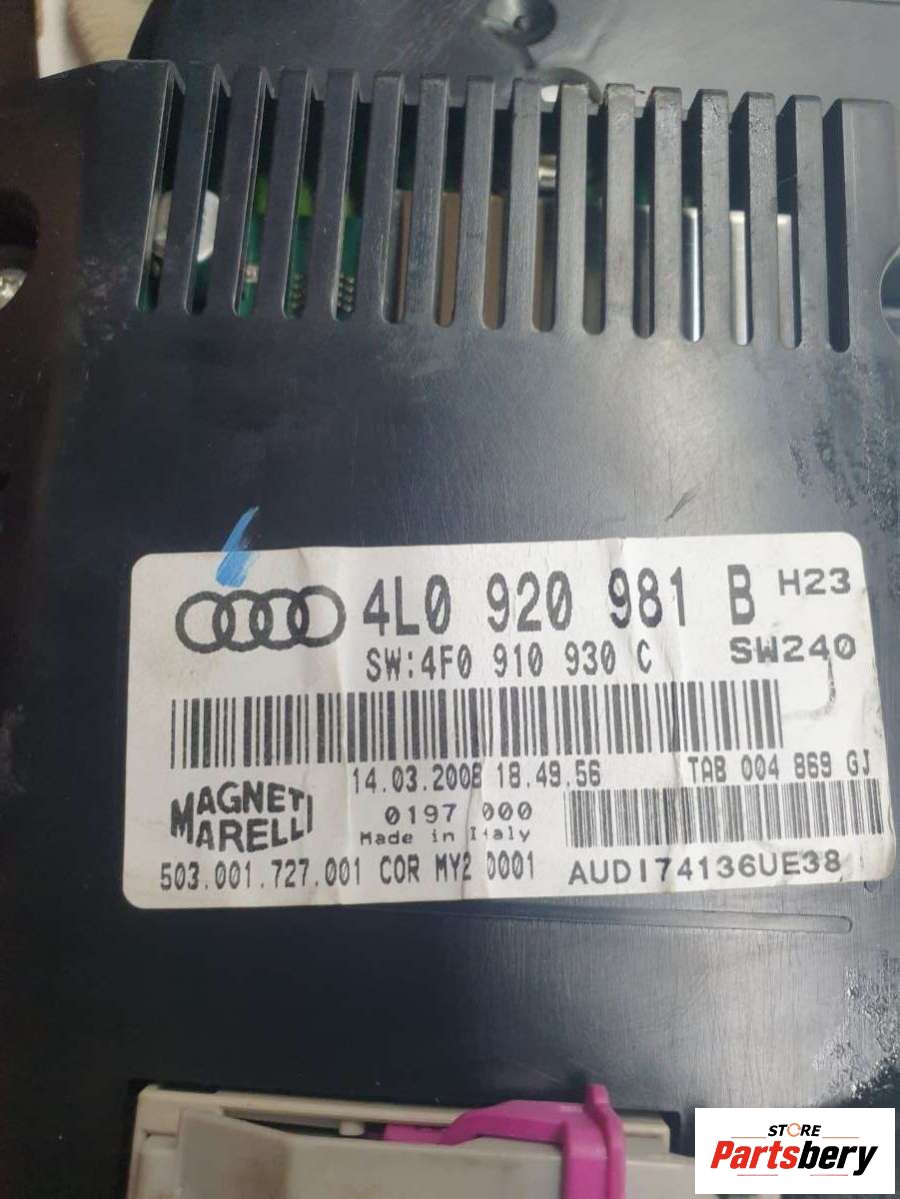 4L0 920 981 B H23
SW:4F0 910 930 C SW240
14.03.2008 18.49.56 TAB 004 869 GJ
MAGNETI
MARELLI
0197 000
Made in Italy
503.001.727.001 COR MY2 0001 AUDI74136UE38
STORE
Partsbery